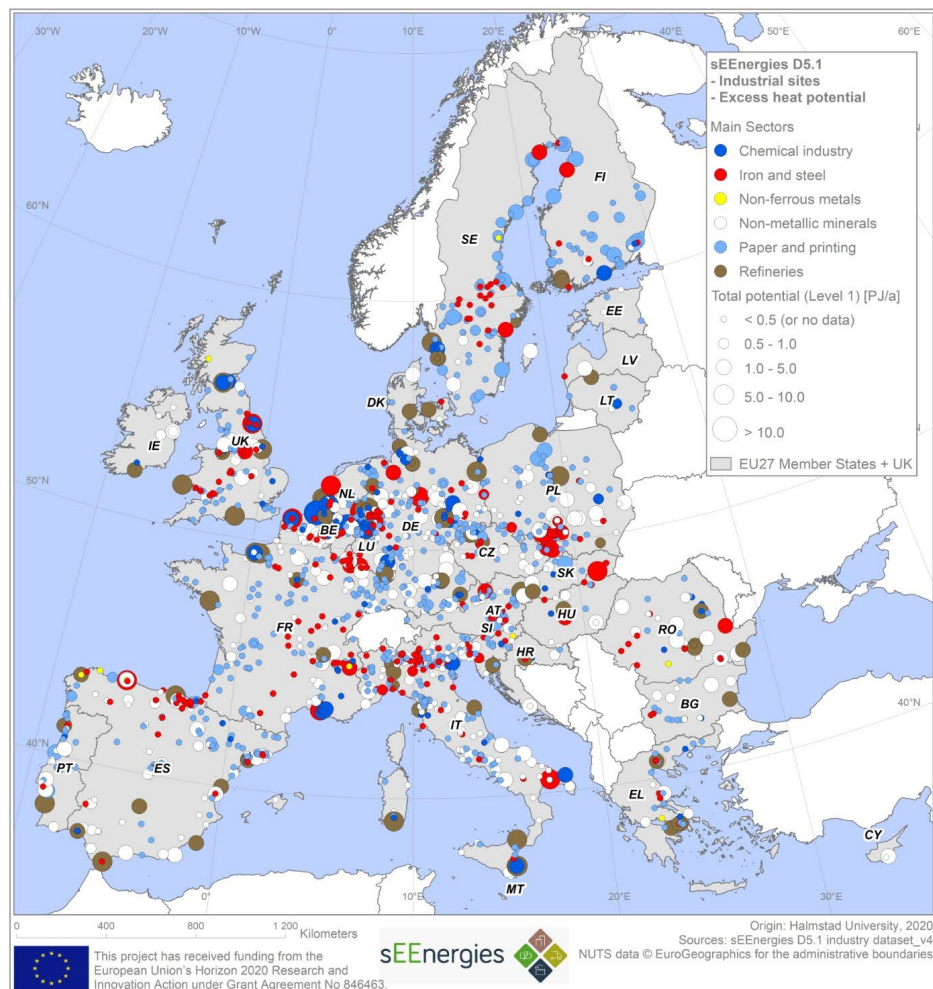 30°W
20°W
10°W
0°
10°E
20°E
30°E
40°E
50°E
60°E
sEEnergies D5.1
- Industrial sites
- Excess heat potential
Main Sectors
Chemical industry
Iron and steel
Non-ferrous metals
Non-metallic minerals
Paper and printing
Refineries
Total potential (Level 1) [PJ/a]
< 0.5 (or no data)
0.5 - 1.0
1.0 - 5.0
5.0 - 10.0
> 10.0
EU27 Member States + UK
60°N
FI
SE
EE
LV
LT
DK
IE
UK
50°N
NL
PL
BE
DE
LU
CZ
SK
AT
HU
FR
SI
RO
HR
BG
IT
40°N
40°N
PT
ES
EL
CY
MT
0°
10°E
20°E
30°E
0 400 800 1200
Kilometers
This project has received funding from the
European Union's Horizon 2020 Research and
Innovation Action under Grant Agreement No 846463.
sEEnergies
Origin: Halmstad University, 2020
Sources: sEEnergies D5.1 industry dataset_v4
NUTS data © EuroGeographics for the administrative boundaries